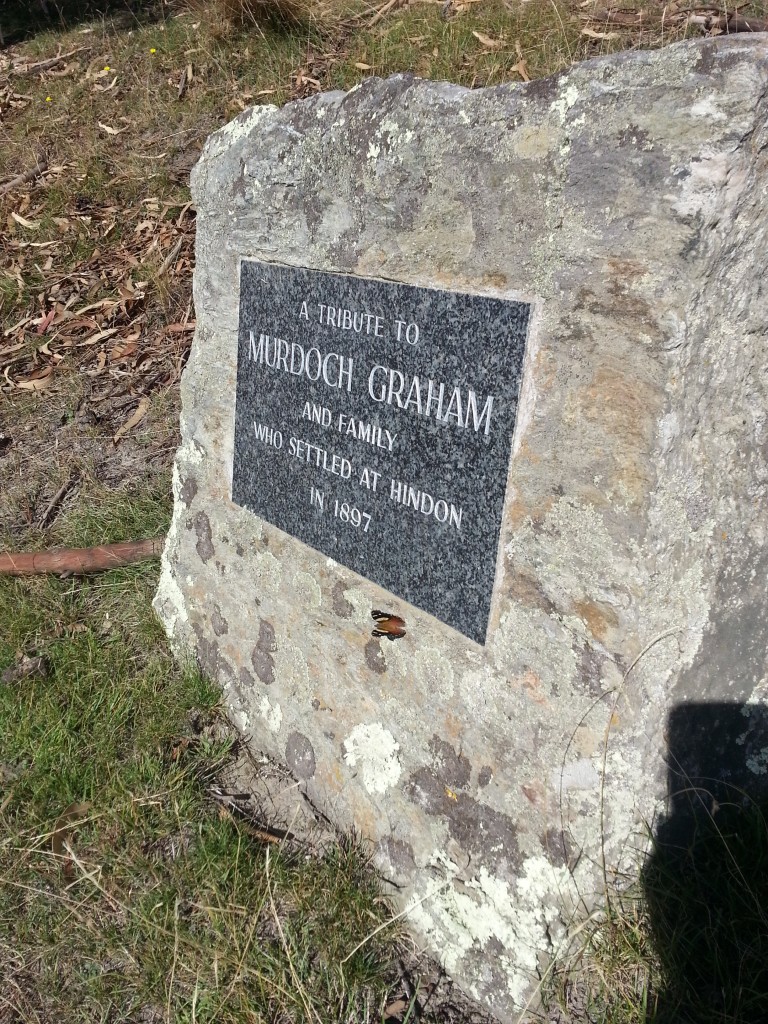 A TRIBUTE TO
MURDOCH GRAHAM
AND FAMILY
WHO SETTLED AT HINDON
IN 1897